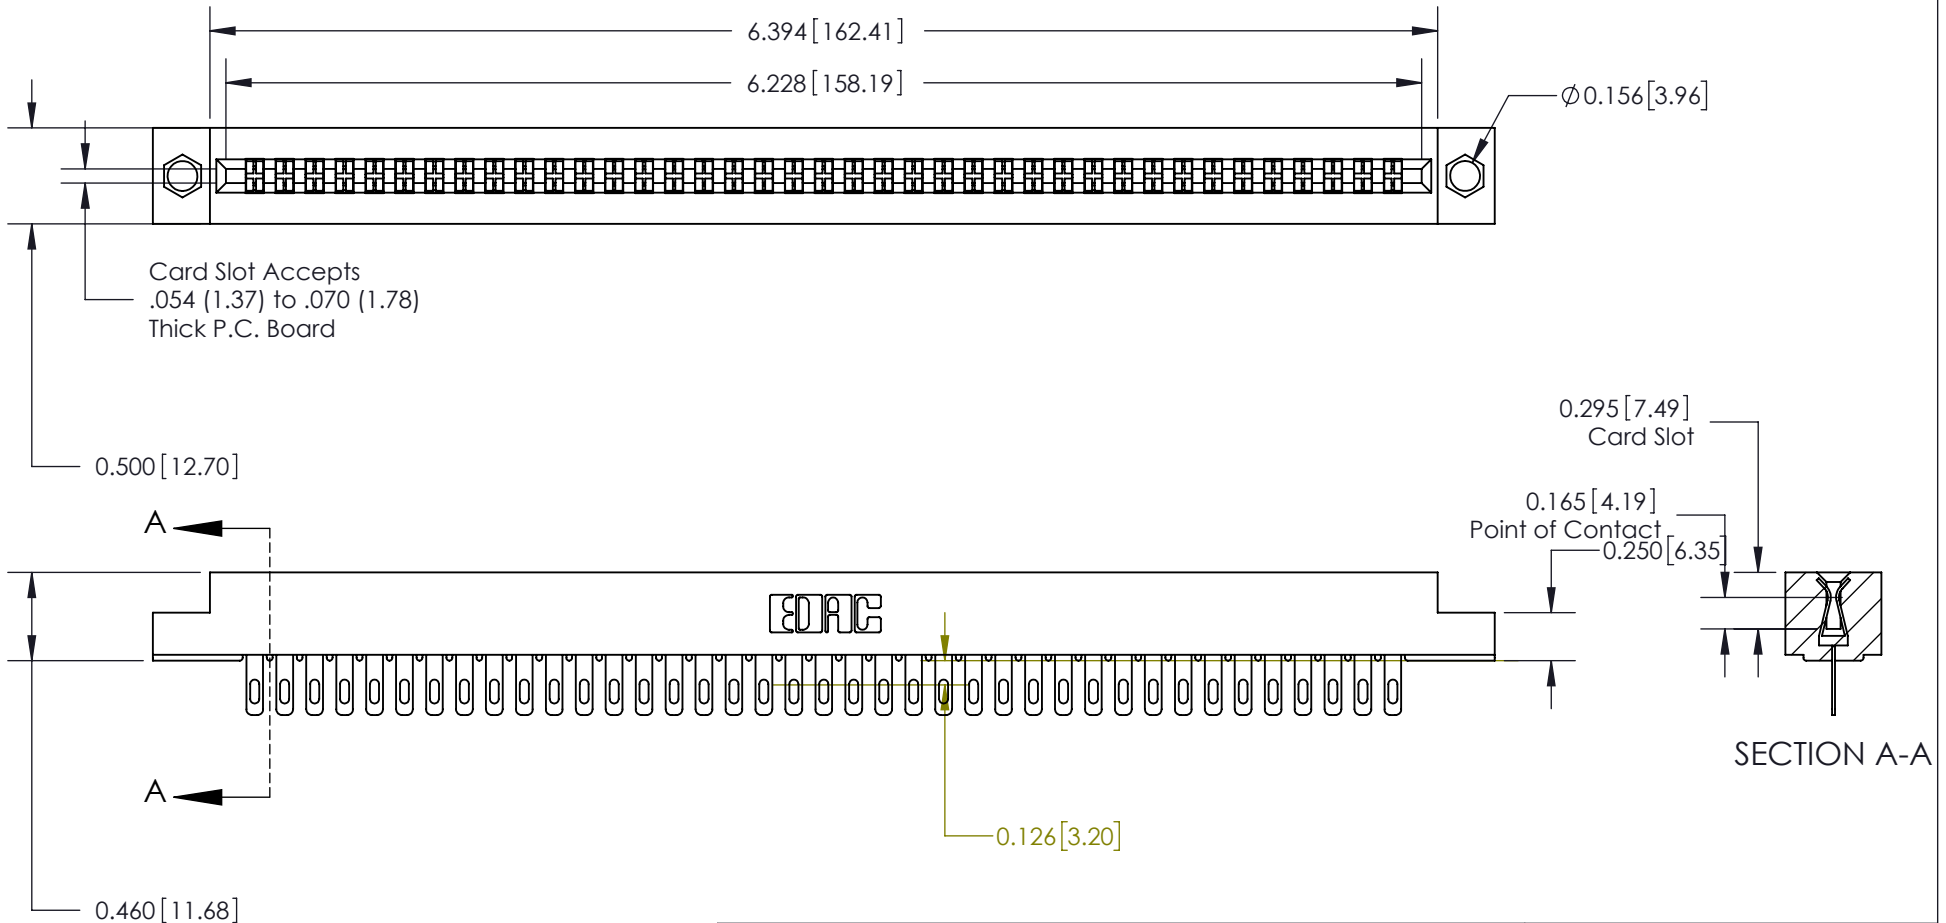 6.394[162.41]
6.228[158.19]
∅0.156[3.96]
Card Slot Accepts
.054 (1.37) to .070 (1.78)
Thick P.C. Board
0.295[7.49]
Card Slot
0.500[12.70]
0.165[4.19]
Point of Contact
0.250[6.35]
A
EDAC
SECTION A-A
A
0.126[3.20]
0.460[11.68]